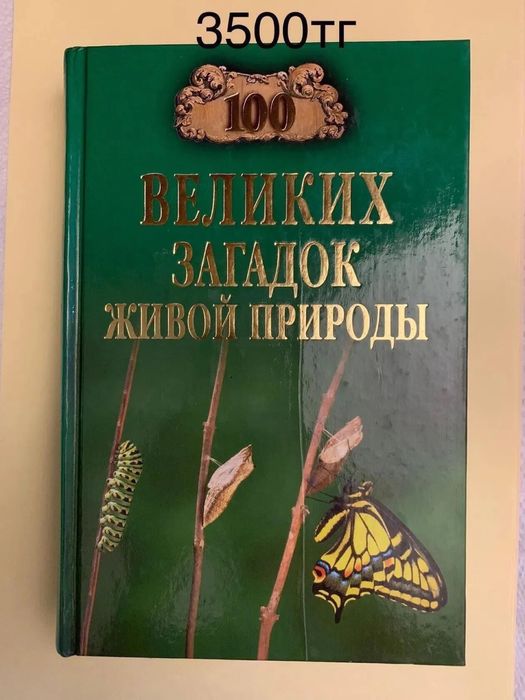 3500тг
100
ВЕЛИКИХ
ЗАГАДОК
ЖИВОЙ ПРИРОДЫ